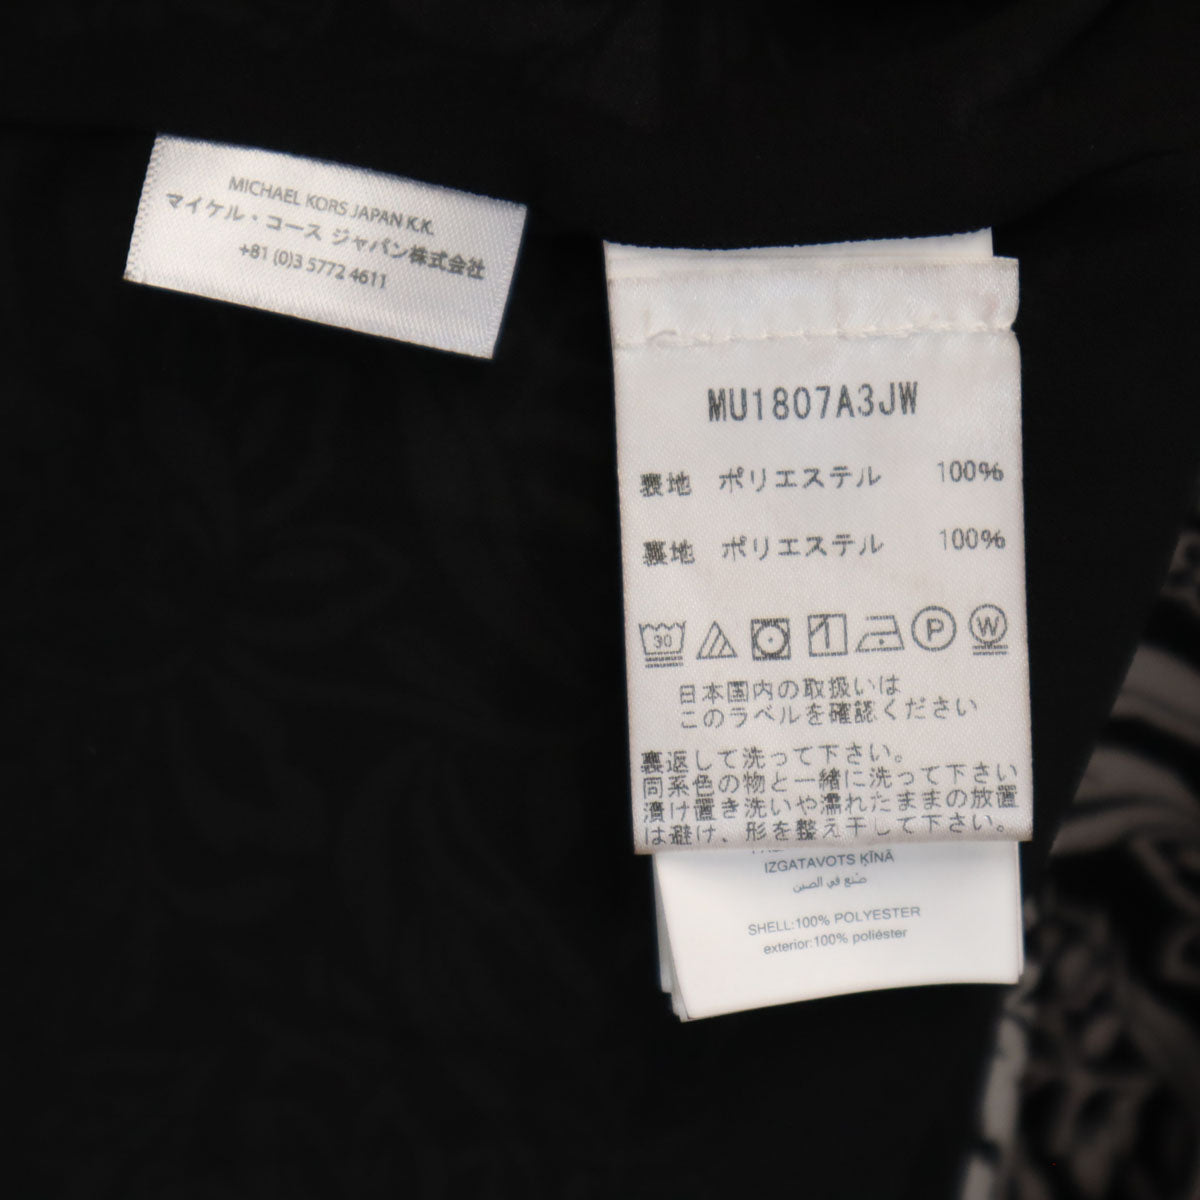 MICHAEL KORS JAPAN K.K.
マイケル・コース ジャパン株式会社
+81 (0)3 5772 4611
MU1807A3JW
表地 ポリエステル 100%
裏地 ポリエステル 100%
30 P W
日本国内の取扱いは
このラベルを確認ください
裏返して洗って下さい。
同系色の物と一緒に洗って下さい
漬け置き洗いや濡れたままの放置
は避け、形を整え干して下さい。
IZGATAVOTS ĶĪNĀ
صنع في الصين
SHELL:100% POLYESTER
exterior:100% poliéster